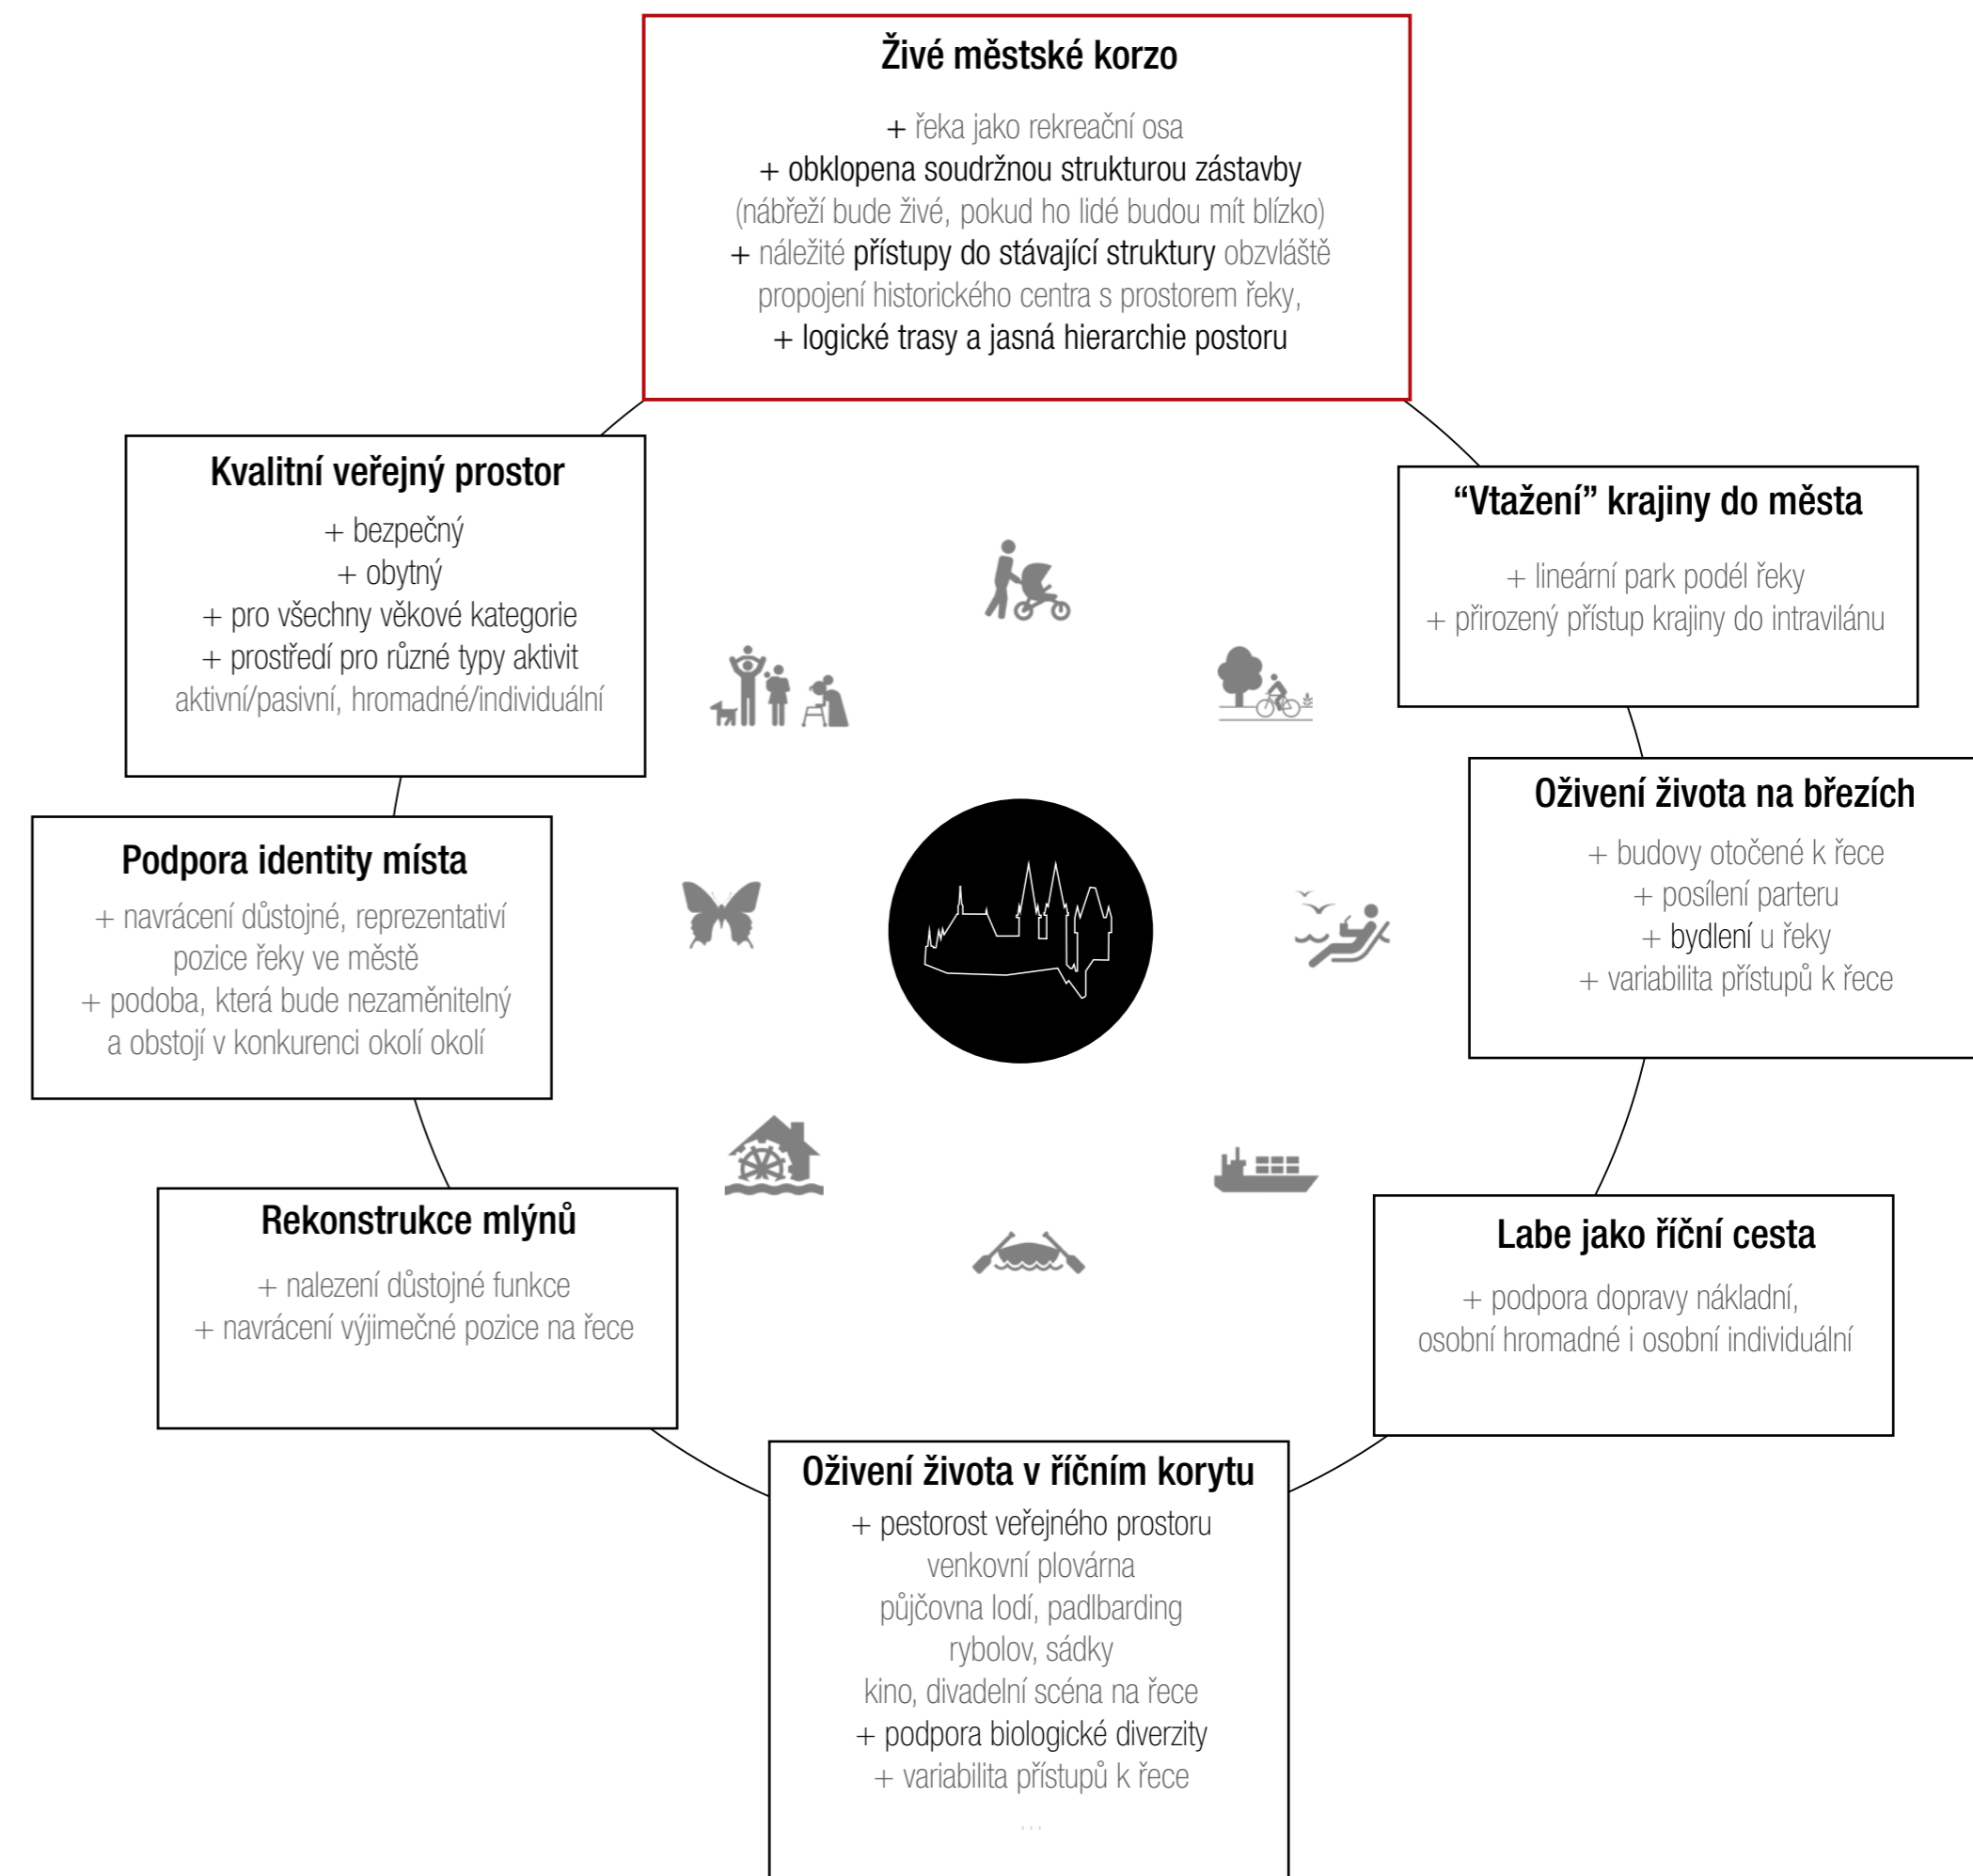 Živé městské korzo
+ řeka jako rekreační osa
+ obklopena soudržnou strukturou zástavby
(nábřeží bude živé, pokud ho lidé budou mít blízko)
+ náležité přístupy do stávající struktury obzvláště
propojení historického centra s prostorem řeky,
+ logické trasy a jasná hierarchie postoru
Kvalitní veřejný prostor
+ bezpečný
+ obytný
+ pro všechny věkové kategorie
+ prostředí pro různé typy aktivit
aktivní/pasivní, hromadné/individuální
“Vtažení” krajiny do města
+ lineární park podél řeky
+ přirozený přístup krajiny do intravilánu
Oživení života na březích
+ budovy otočené k řece
+ posílení parteru
+ bydlení u řeky
+ variabilita přístupů k řece
Podpora identity místa
+ navrácení důstojné, reprezentativí
pozice řeky ve městě
+ podoba, která bude nezaměnitelný
a obstojí v konkurenci okolí okolí
Rekonstrukce mlýnů
+ nalezení důstojné funkce
+ navrácení výjimečné pozice na řece
Labe jako říční cesta
+ podpora dopravy nákladní,
osobní hromadné i osobní individuální
Oživení života v říčním korytu
+ pestorost veřejného prostoru
venkovní plovárna
půjčovna lodí, padlbarding
rybolov, sádky
kino, divadelní scéna na řece
+ podpora biologické diverzity
+ variabilita přístupů k řece
...